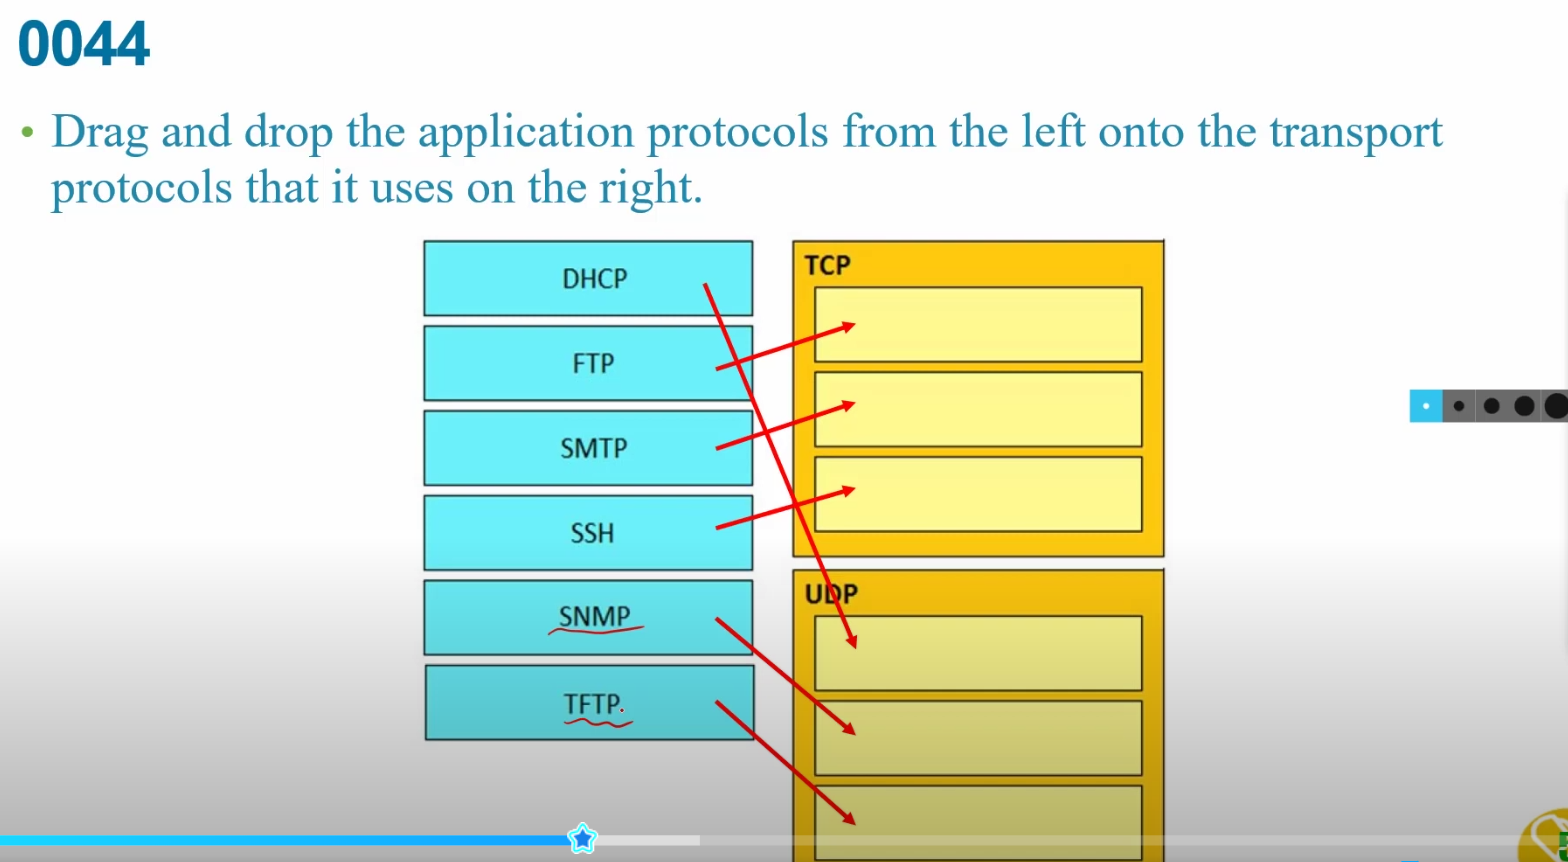 0044
• Drag and drop the application protocols from the left onto the transport
protocols that it uses on the right.
DHCP
FTP
SMTP
SSH
SNMP
TFTP
TCP
UDP